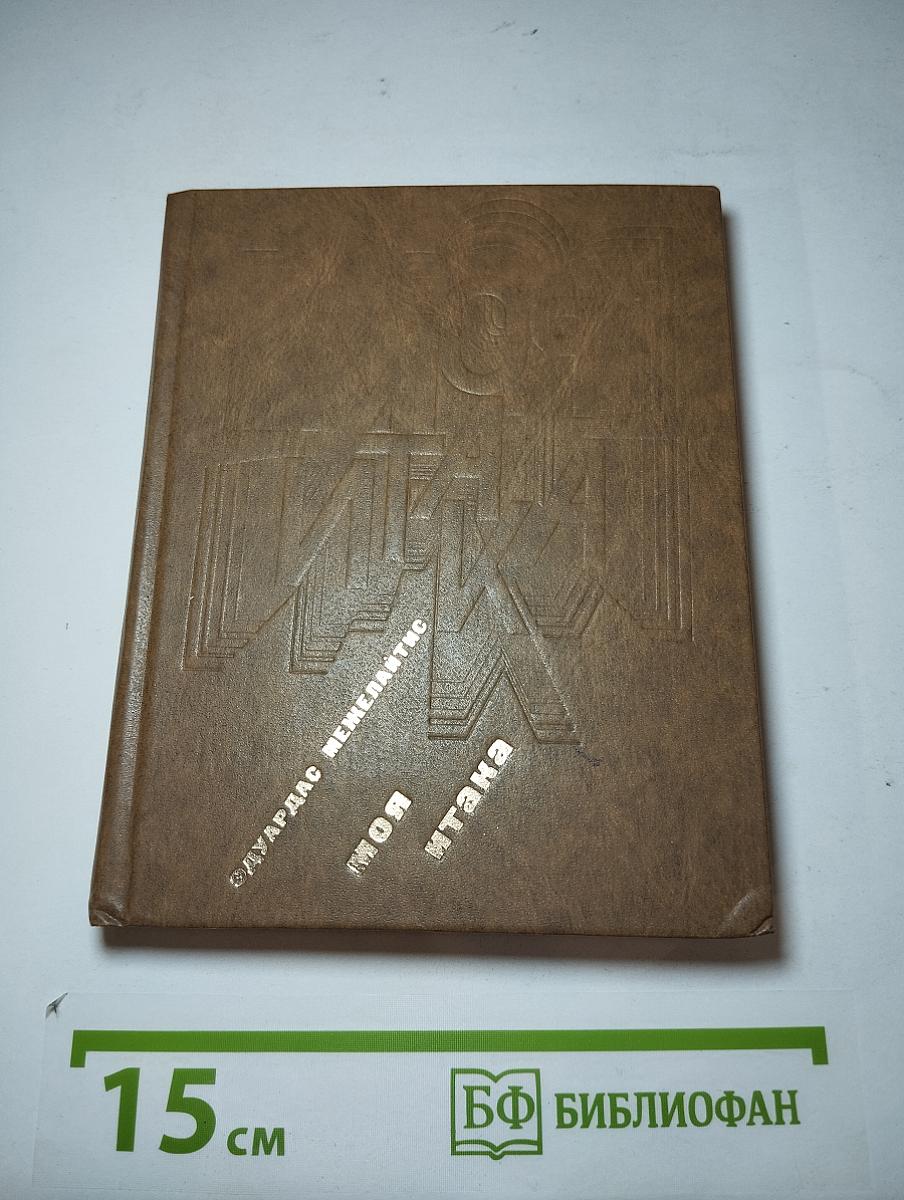 ЭДУАРДАС МЕЖЕЛАЙТИС
МОЯ
ИТАКА
15 см
БФ БИБЛИОФАН